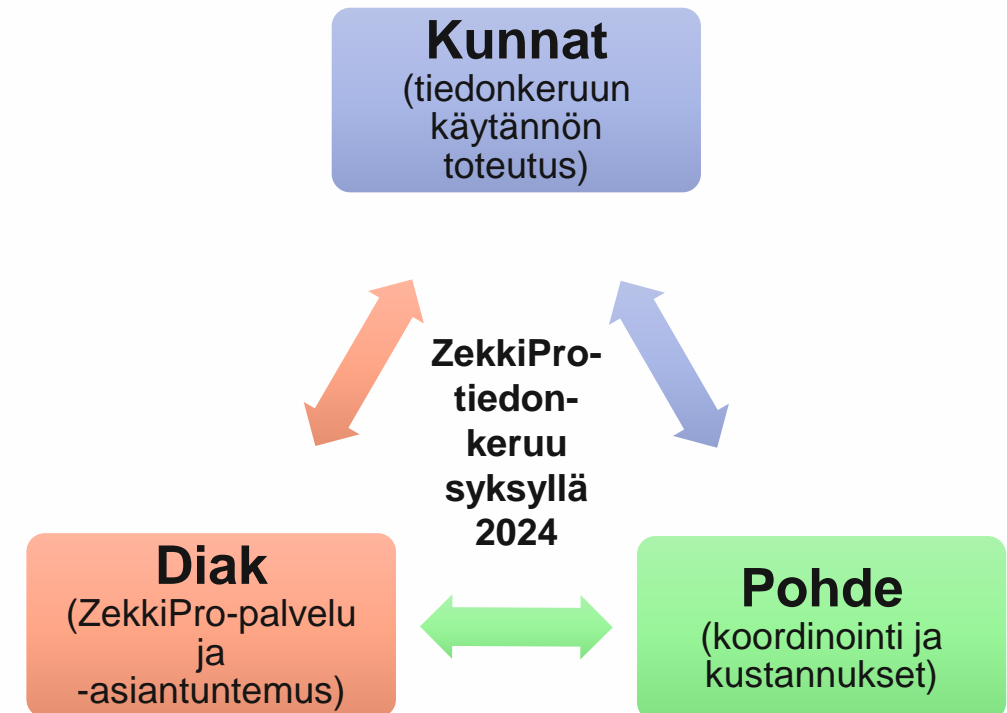 Kunnat
(tiedonkeruun
käytännön
toteutus)
ZekkiPro-
tiedon-
keruu
syksyllä
2024
Diak
(ZekkiPro-palvelu
ja
-asiantuntemus)
Pohde
(koordinointi ja
kustannukset)